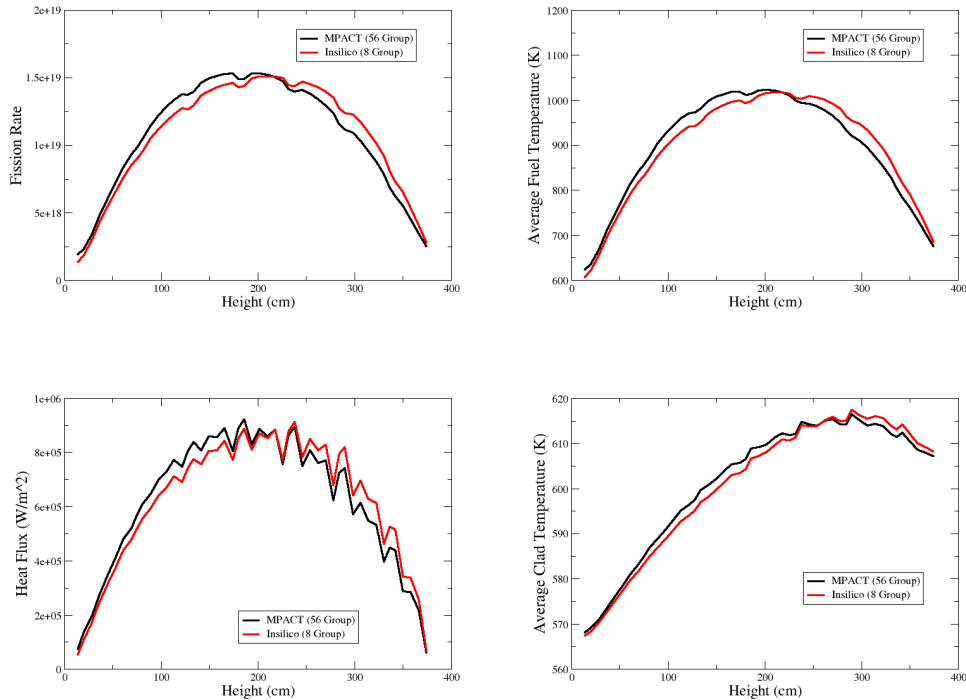 2e+19
1.5e+19
1e+19
5e+18
0
0
100
200
300
400
Fission Rate
Height (cm)
MPACT (56 Group)
Insilico (8 Group)
1200
1100
1000
900
800
700
600
0
100
200
300
400
Average Fuel Temperature (K)
Height (cm)
MPACT (56 Group)
Insilico (8 Group)
1e+06
8e+05
6e+05
4e+05
2e+05
0
0
100
200
300
400
Heat Flux (W/m^2)
Height (cm)
MPACT (56 Group)
Insilico (8 Group)
620
610
600
590
580
570
560
0
100
200
300
400
Average Clad Temperature (K)
Height (cm)
MPACT (56 Group)
Insilico (8 Group)